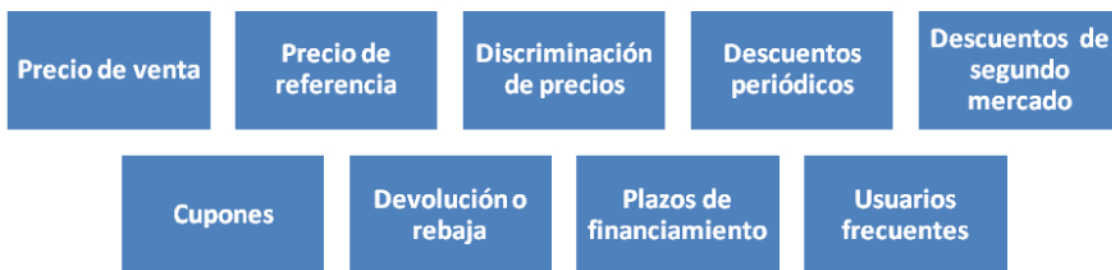 Precio de venta
Precio de
referencia
Discriminación
de precios
Descuentos
periódicos
Descuentos de
segundo
mercado
Cupones
Devolución o
rebaja
Plazos de
financiamiento
Usuarios
frecuentes